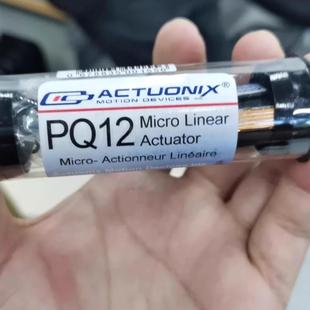 ACTUONIX®
MOTION DEVICES
PQ12 Micro Linear
Actuator
Micro- Actionneur Linéaire